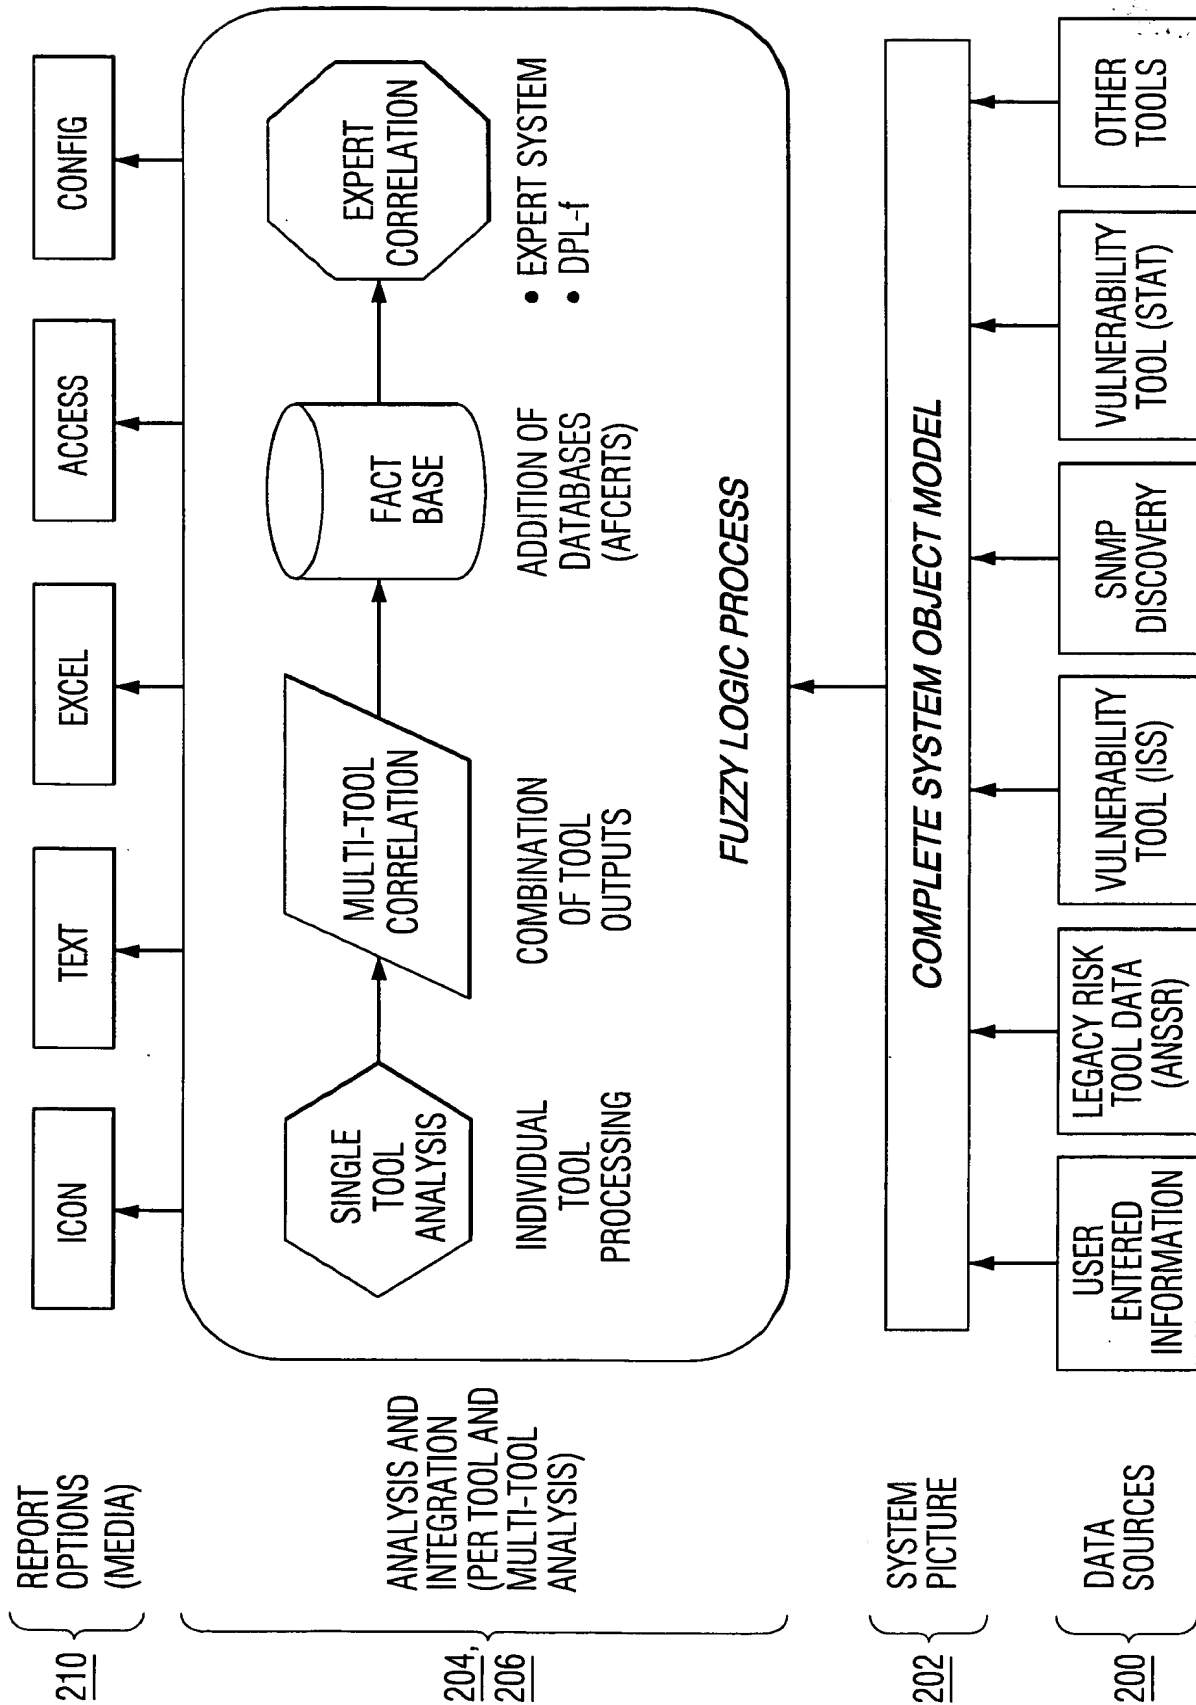 REPORT
OPTIONS
(MEDIA)
210
ICON
TEXT
EXCEL
ACCESS
CONFIG
ANALYSIS AND
INTEGRATION
(PER TOOL AND
MULTI-TOOL
ANALYSIS)
204,
206
SINGLE
TOOL
ANALYSIS
MULTI-TOOL
CORRELATION
FACT
BASE
EXPERT
CORRELATION
INDIVIDUAL
TOOL
PROCESSING
COMBINATION
OF TOOL
OUTPUTS
ADDITION OF
DATABASES
(AFCERTS)
• EXPERT SYSTEM
• DPL-f
FUZZY LOGIC PROCESS
SYSTEM
PICTURE
202
COMPLETE SYSTEM OBJECT MODEL
DATA
SOURCES
200
USER
ENTERED
INFORMATION
LEGACY RISK
TOOL DATA
(ANSSR)
VULNERABILITY
TOOL (ISS)
SNMP
DISCOVERY
VULNERABILITY
TOOL (STAT)
OTHER
TOOLS